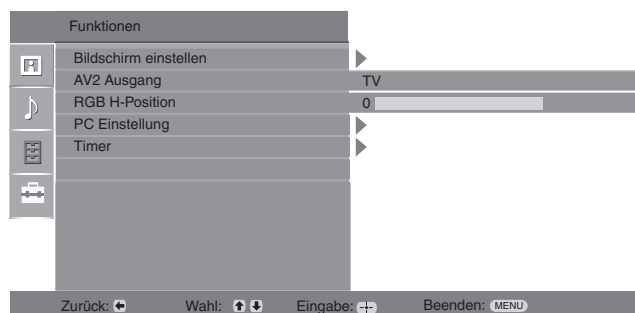 Funktionen
Bildschirm einstellen
AV2 Ausgang TV
RGB H-Position 0
PC Einstellung
Timer
Zurück: Wahl: Eingabe: Beenden: MENU